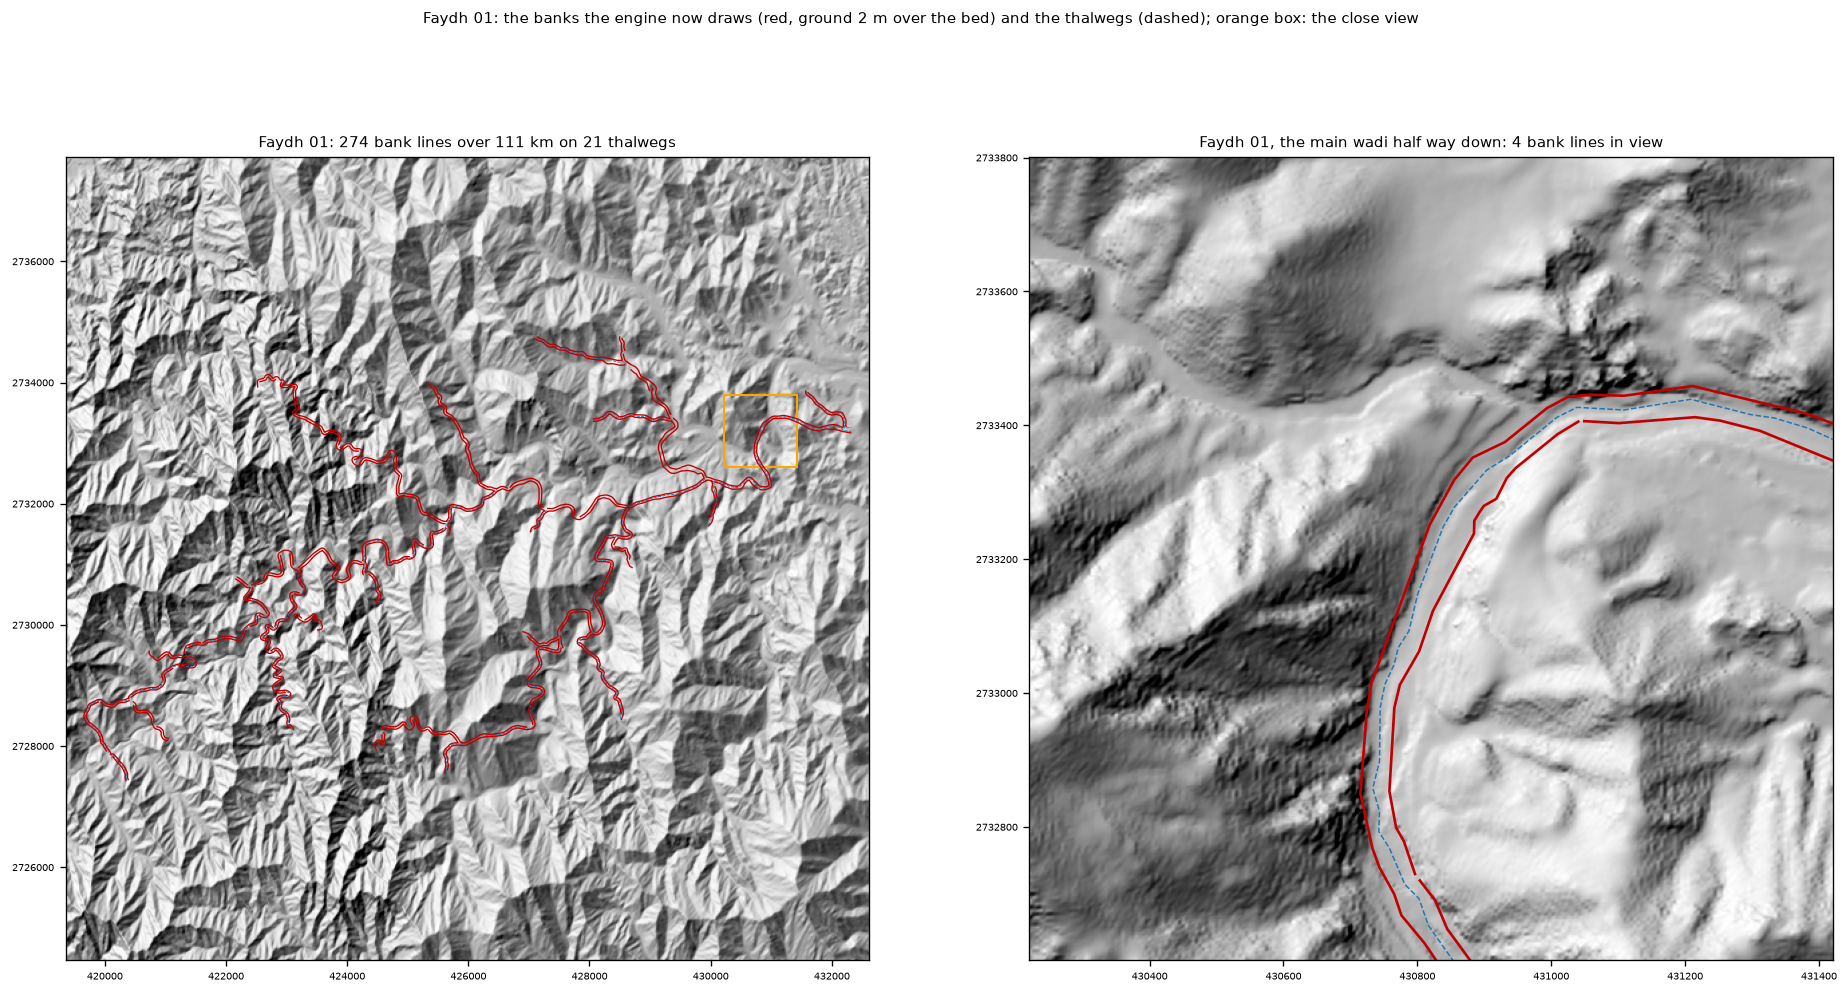 Faydh 01: the banks the engine now draws (red, ground 2 m over the bed) and the thalwegs (dashed); orange box: the close view
Faydh 01: 274 bank lines over 111 km on 21 thalwegs
2736000
2734000
2732000
2730000
2728000
2726000
420000 422000 424000 426000 428000 430000 432000
Faydh 01, the main wadi half way down: 4 bank lines in view
2733800
2733600
2733400
2733200
2733000
2732800
430400 430600 430800 431000 431200 431400